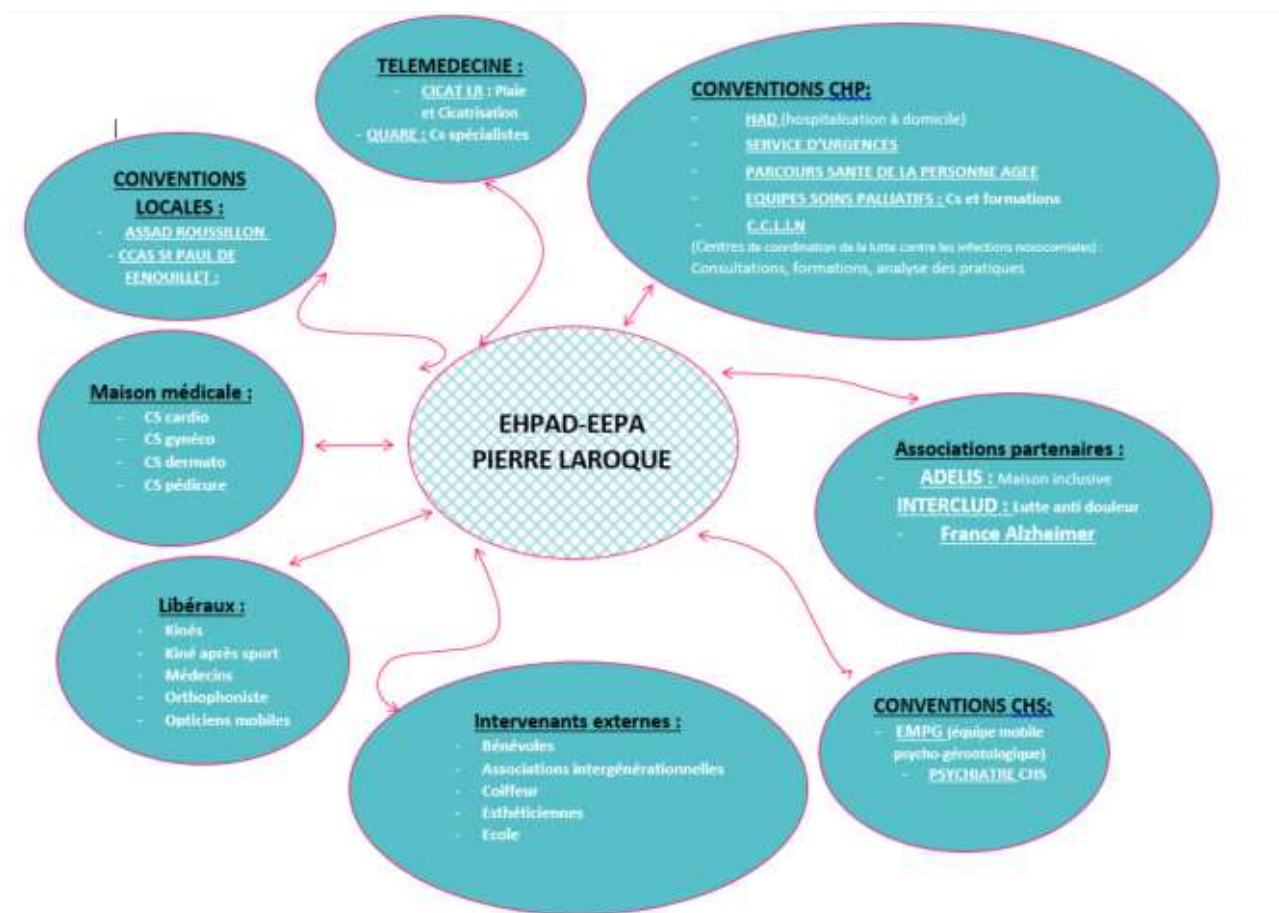 TELEMEDECINE :
- CICAT LR : Plaie
et Cicatrisation
- QUARE : Cs spécialistes
CONVENTIONS CHP:
- HAD (hospitalisation à domicile)
- SERVICE D'URGENCES
- PARCOURS SANTE DE LA PERSONNE AGEE
- EQUIPES SOINS PALLIATIFS : Cs et formations
- C.C.L.I.N
(Centres de coordination de la lutte contre les infections nosocomiales) :
Consultations, formations, analyse des pratiques
CONVENTIONS
LOCALES :
- ASSAD ROUSSILLON
- CCAS St PAUL DE
FENOUILLET :
Maison médicale :
- CS cardio
- CS gynéco
- CS dermato
- CS pédicure
EHPAD-EEPA
PIERRE LAROQUE
Associations partenaires :
- ADELIS : Maison inclusive
INTERCLUD : Lutte anti douleur
- France Alzheimer
Libéraux :
- Kinés
- Kiné après sport
- Médecins
- Orthophoniste
- Opticiens mobiles
Intervenants externes :
- Bénévoles
- Associations intergénérationnelles
- Coiffeur
- Esthéticiennes
- Ecole
CONVENTIONS CHS:
- EMPG (équipe mobile
psycho-gérontologique)
- PSYCHIATRE CHS